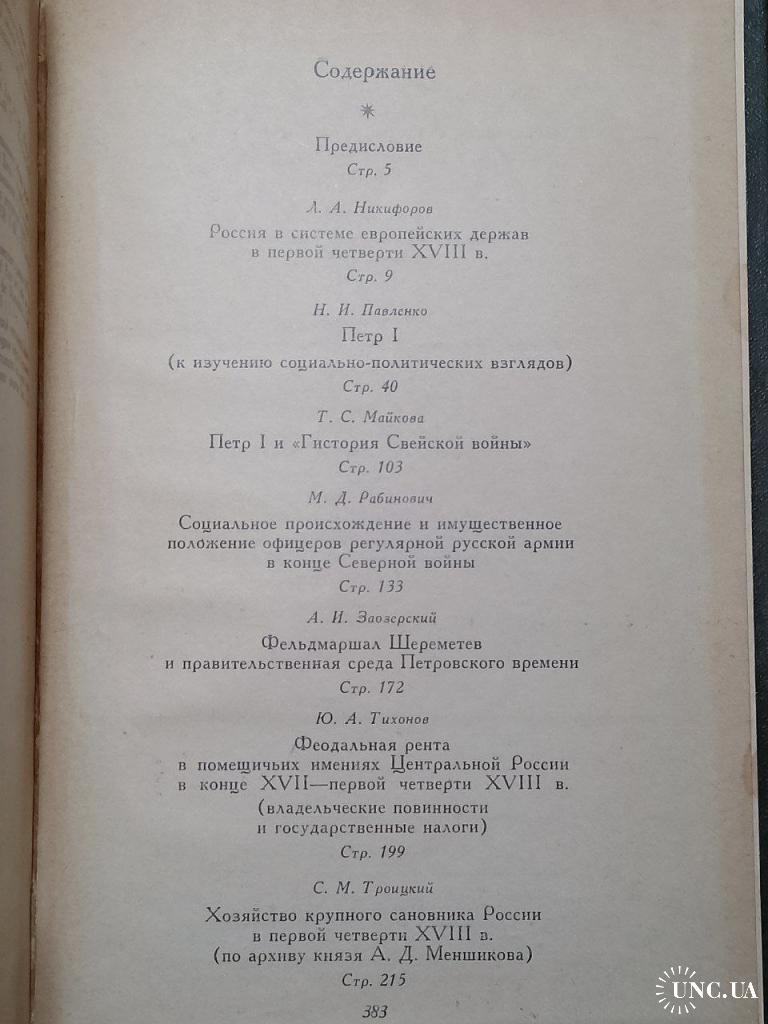 Содержание
Предисловие
Стр. 5
Л. А. Никифоров
Россия в системе европейских держав
в первой четверти XVIII в.
Стр. 9
Н. И. Павленко
Петр I
(к изучению социально-политических взглядов)
Стр. 40
Т. С. Майкова
Петр I и «Гистория Свейской войны»
Стр. 103
М. Д. Рабинович
Социальное происхождение и имущественное
положение офицеров регулярной русской армии
в конце Северной войны
Стр. 133
А. И. Заозерский
Фельдмаршал Шереметев
и правительственная среда Петровского времени
Стр. 172
Ю. А. Тихонов
Феодальная рента
в помещичьих имениях Центральной России
в конце XVII—первой четверти XVIII в.
(владельческие повинности
и государственные налоги)
Стр. 199
С. М. Троицкий
Хозяйство крупного сановника России
в первой четверти XVIII в.
(по архиву князя А. Д. Меншикова)
Стр. 215
383
UNC.UA